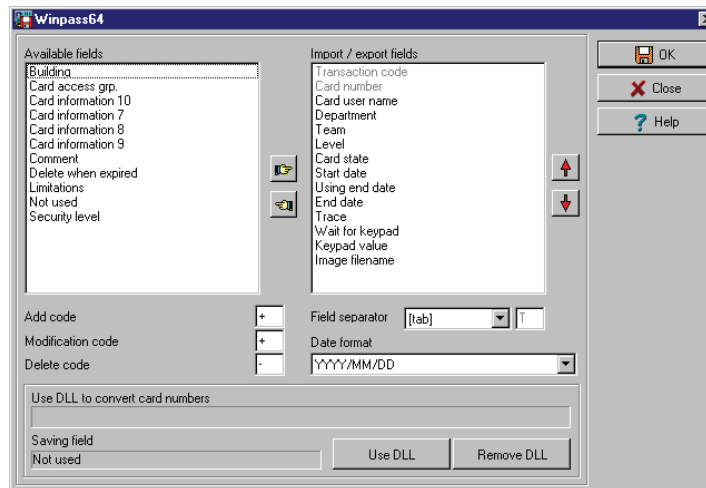 Winpass64
Available fields
Building
Card access grp.
Card information 10
Card information 7
Card information 8
Card information 9
Comment
Delete when expired
Limitations
Not used
Security level
Import / export fields
Transaction code
Card number
Card user name
Department
Team
Level
Card state
Start date
Using end date
End date
Trace
Wait for keypad
Keypad value
Image filename
OK
Close
? Help
Add code +
Modification code +
Delete code -
Field separator [tab] T
Date format
YYYY/MM/DD
Use DLL to convert card numbers
Saving field
Not used
Use DLL Remove DLL